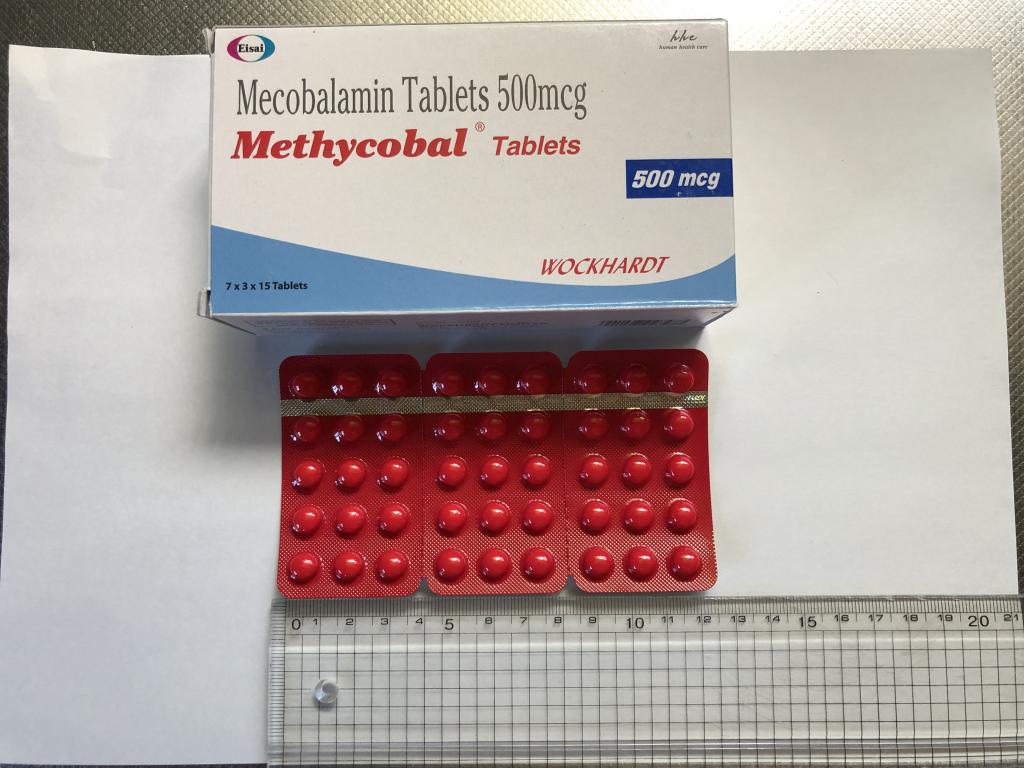 Eisai
hhc
human health care
Mecobalamin Tablets 500mcg
Methycobal® Tablets
500 mcg
WOCKHARDT
7 x 3 x 15 Tablets
0 1 2 3 4 5 6 7 8 9 10 11 12 13 14 15 16 17 18 19 20 21